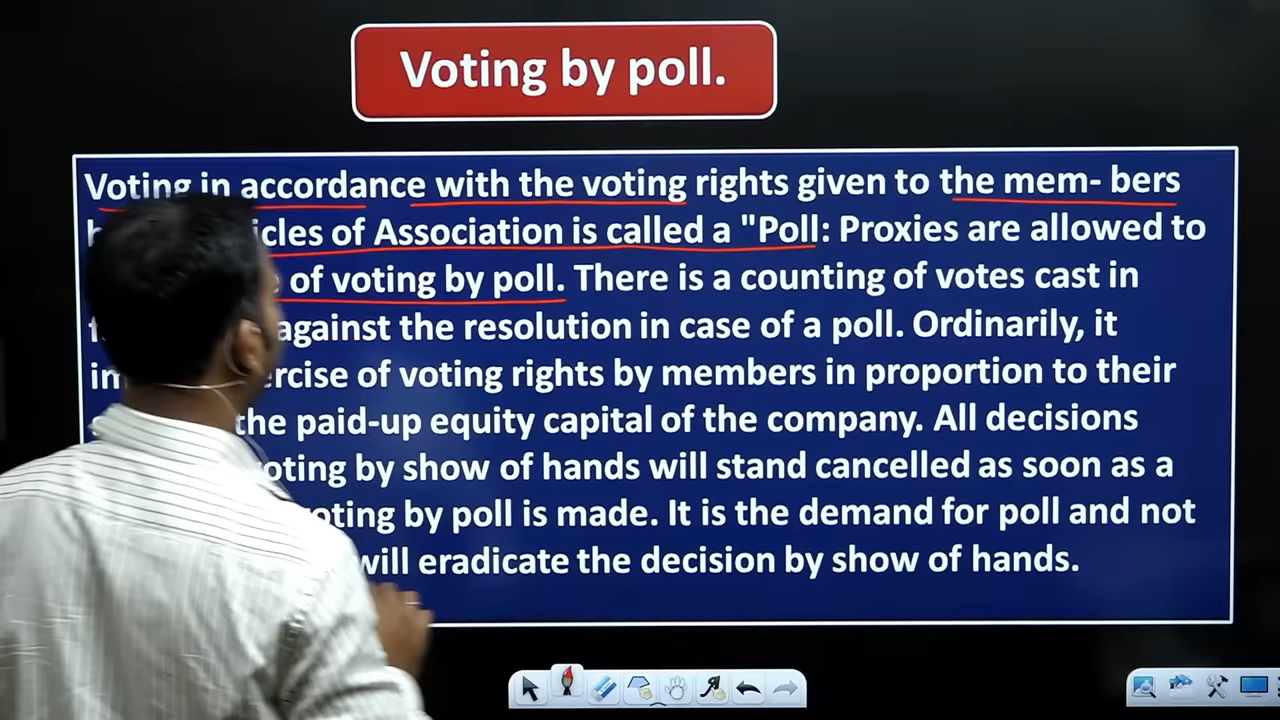 Voting by poll.
Voting in accordance with the voting rights given to the mem- bers
of Association is called a "Poll: Proxies are allowed to
of voting by poll. There is a counting of votes cast in
against the resolution in case of a poll. Ordinarily, it
of voting rights by members in proportion to their
the paid-up equity capital of the company. All decisions
voting by show of hands will stand cancelled as soon as a
voting by poll is made. It is the demand for poll and not
will eradicate the decision by show of hands.